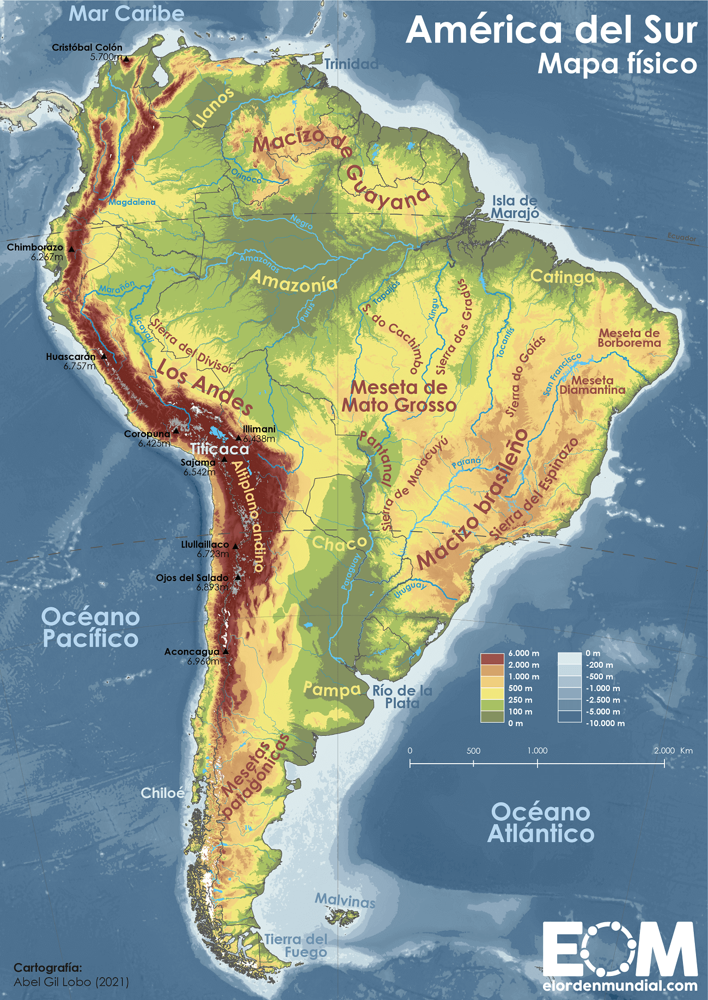 América del Sur
Mapa físico
Mar Caribe
Cristóbal Colón
5.700m
Trinidad
Llanos
Macizo de Guayana
Orinoco
Magdalena
Isla de
Marajó
Ecuador
Negro
Chimborazo
6.267m
Amazonas
Amazonía
Catinga
Marañón
Ucayali
Purús
Tapajós
Xingu
Sierra dos Gradus
S. do Cachimbo
Tocantis
Sierra do Goiás
San Francisco
Meseta de
Borborema
Meseta
Diamantina
Sierra del Divisor
Huascarán
6.757m
Los Andes
Meseta de
Mato Grosso
Coropuna
6.425m
Illimani
6.438m
Titicaca
Sajama
6.542m
Altiplano andino
Pantanal
Sierra de Maracuyú
Paraná
Macizo brasileño
Sierra del Espinazo
Chaco
Llullaillaco
6.723m
Ojos del Salado
6.893m
Paraguay
Uruguay
Océano
Pacífico
Aconcagua
6.960m
Pampa
Río de la
Plata
6.000 m
2.000 m
1.000 m
500 m
250 m
100 m
0 m
0 m
-200 m
-500 m
-1.000 m
-2.500 m
-5.000 m
-10.000 m
0 500 1.000 2.000 Km
Mesetas
patagónicas
Chiloé
Océano
Atlántico
Malvinas
Tierra del
Fuego
Cartografía:
Abel Gil Lobo (2021)
EOM
elordenmundial.com